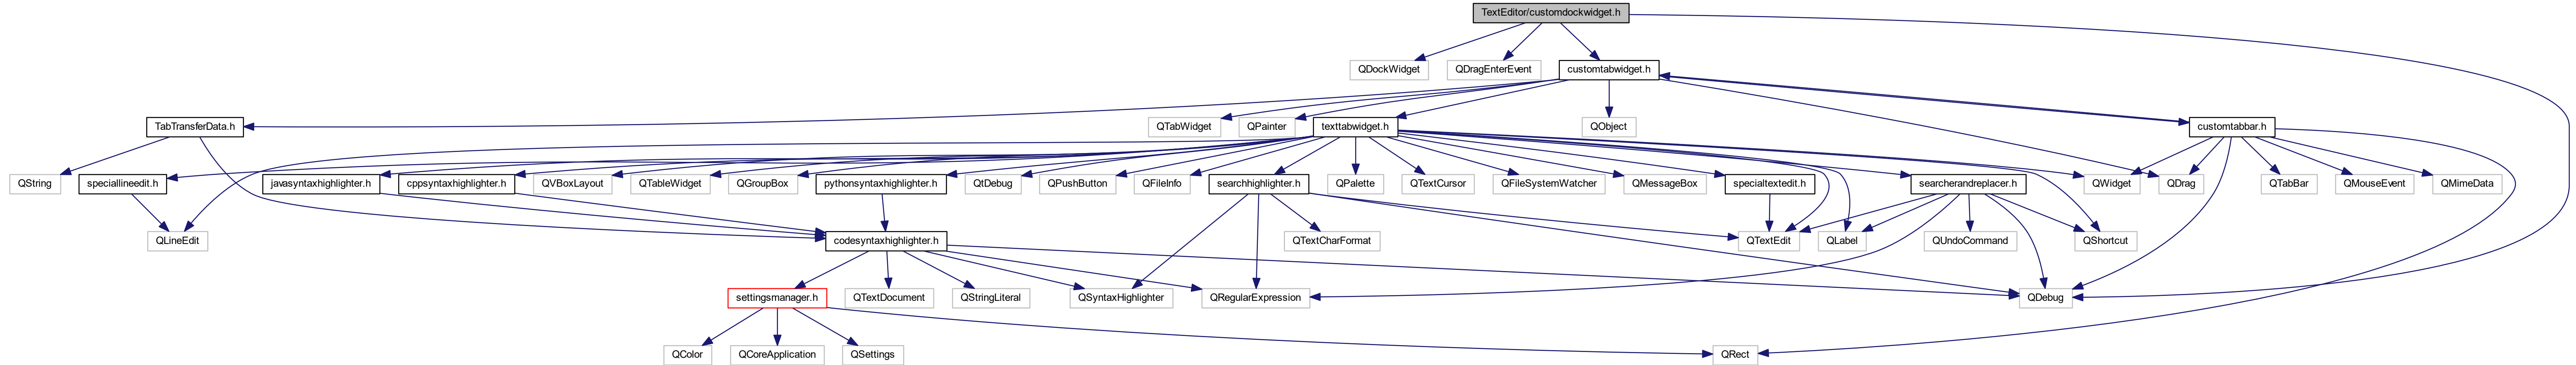 TextEditor/customdockwidget.h
QDockWidget
QDragEnterEvent
customtabwidget.h
TabTransferData.h
QTabWidget
QPainter
texttabwidget.h
QObject
customtabbar.h
QString
speciallineedit.h
javasyntaxhighlighter.h
cppsyntaxhighlighter.h
QVBoxLayout
QTableWidget
QGroupBox
pythonsyntaxhighlighter.h
QtDebug
QPushButton
QFileInfo
searchhighlighter.h
QPalette
QTextCursor
QFileSystemWatcher
QMessageBox
specialtextedit.h
searcherandreplacer.h
QWidget
QDrag
QTabBar
QMouseEvent
QMimeData
QLineEdit
codesyntaxhighlighter.h
QTextCharFormat
QTextEdit
QLabel
QUndoCommand
QShortcut
settingsmanager.h
QTextDocument
QStringLiteral
QSyntaxHighlighter
QRegularExpression
QDebug
QColor
QCoreApplication
QSettings
QRect